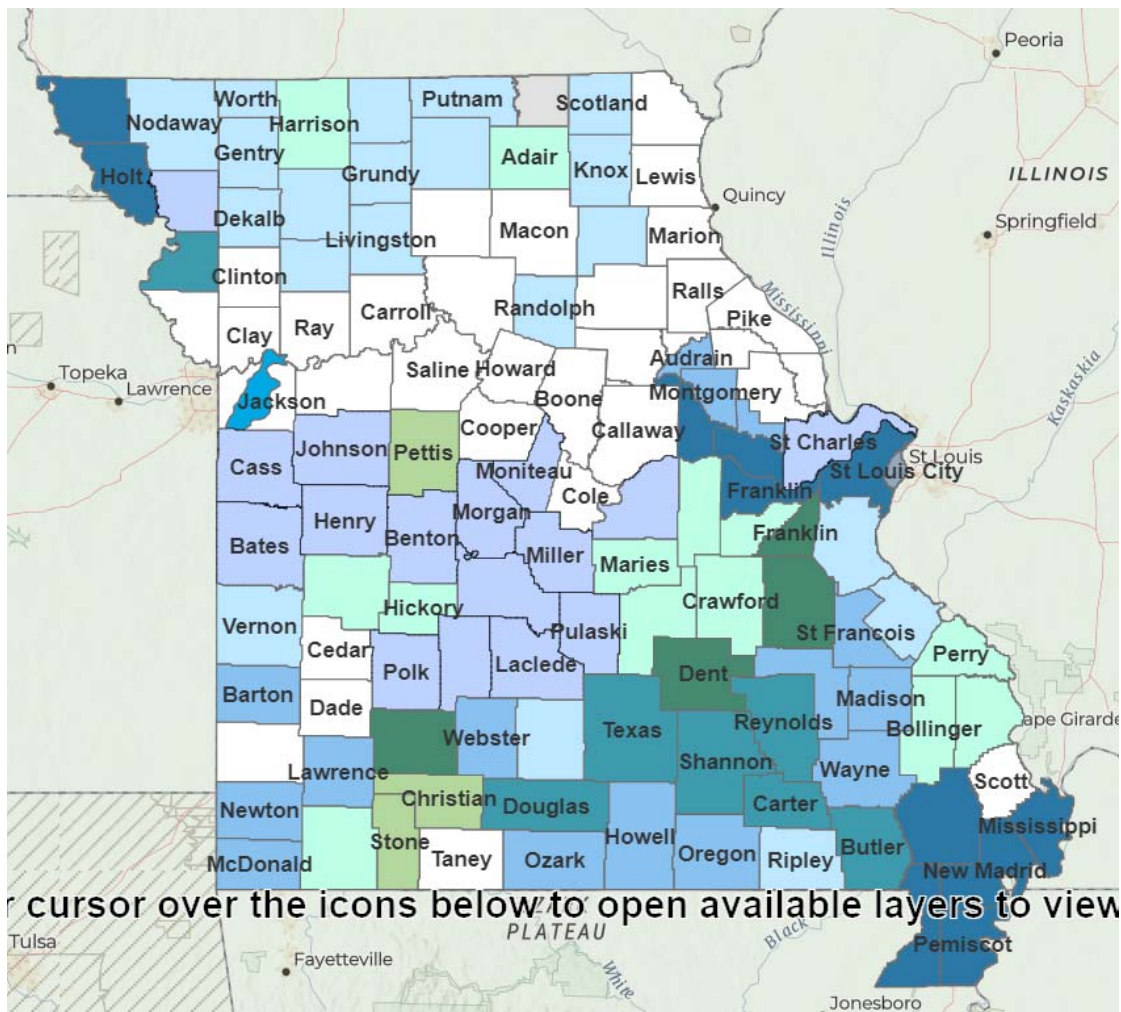 Peoria
Worth
Putnam
Scotland
Nodaway
Harrison
Gentry
Adair
Grundy
Knox
Lewis
Holt
ILLINOIS
Quincy
Illinois
Springfield
Dekalb
Macon
Marion
Livingston
Clinton
Ralls
Mississippi
Carroll
Randolph
Pike
Clay
Ray
n
Audrain
Topeka
Saline
Howard
Lawrence
Kaskaskia
Montgomery
Jackson
Boone
Cooper
Callaway
St Charles
Johnson
Pettis
St Louis
Cass
Moniteau
St Louis City
Franklin
Cole
Morgan
Henry
Franklin
Benton
Bates
Miller
Maries
Crawford
Hickory
Vernon
Pulaski
St Francois
Cedar
Perry
Laclede
Polk
Dent
Barton
Madison
Dade
Reynolds
ape Girarde
Texas
Bollinger
Webster
Shannon
Lawrence
Wayne
Scott
Christian
Carter
Douglas
Newton
Mississippi
Howell
Stone
Butler
Oregon
Taney
Ozark
Ripley
McDonald
New Madrid
r cursor over the icons below to open available layers to view
PLATEAU
Tulsa
Black
Pemiscot
Fayetteville
White
Jonesboro